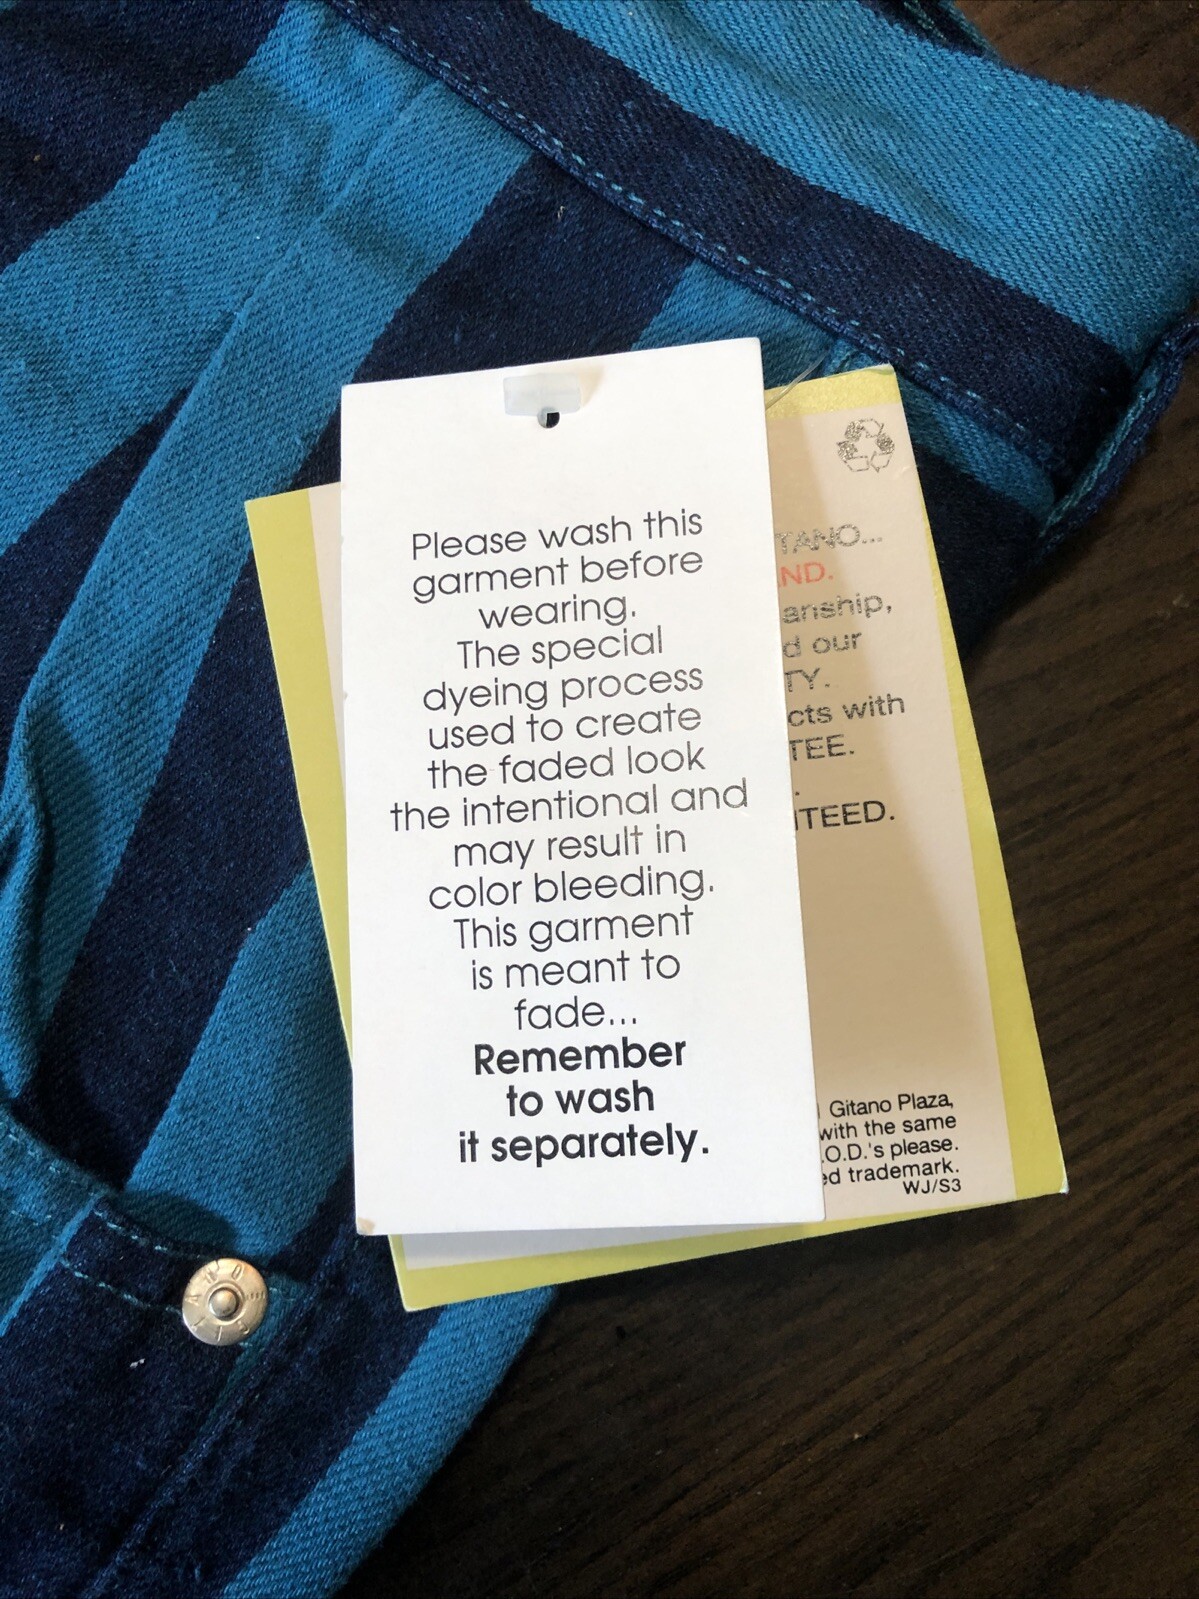 Please wash this
garment before
wearing.
The special
dyeing process
used to create
the faded look
the intentional and
may result in
color bleeding.
This garment
is meant to
fade...
Remember
to wash
it separately.
TANO...
ND.
anship,
d our
TY.
cts with
TEE.
.
ITEED.
Gitano Plaza,
with the same
.O.D.'s please.
ed trademark.
WJ/S3